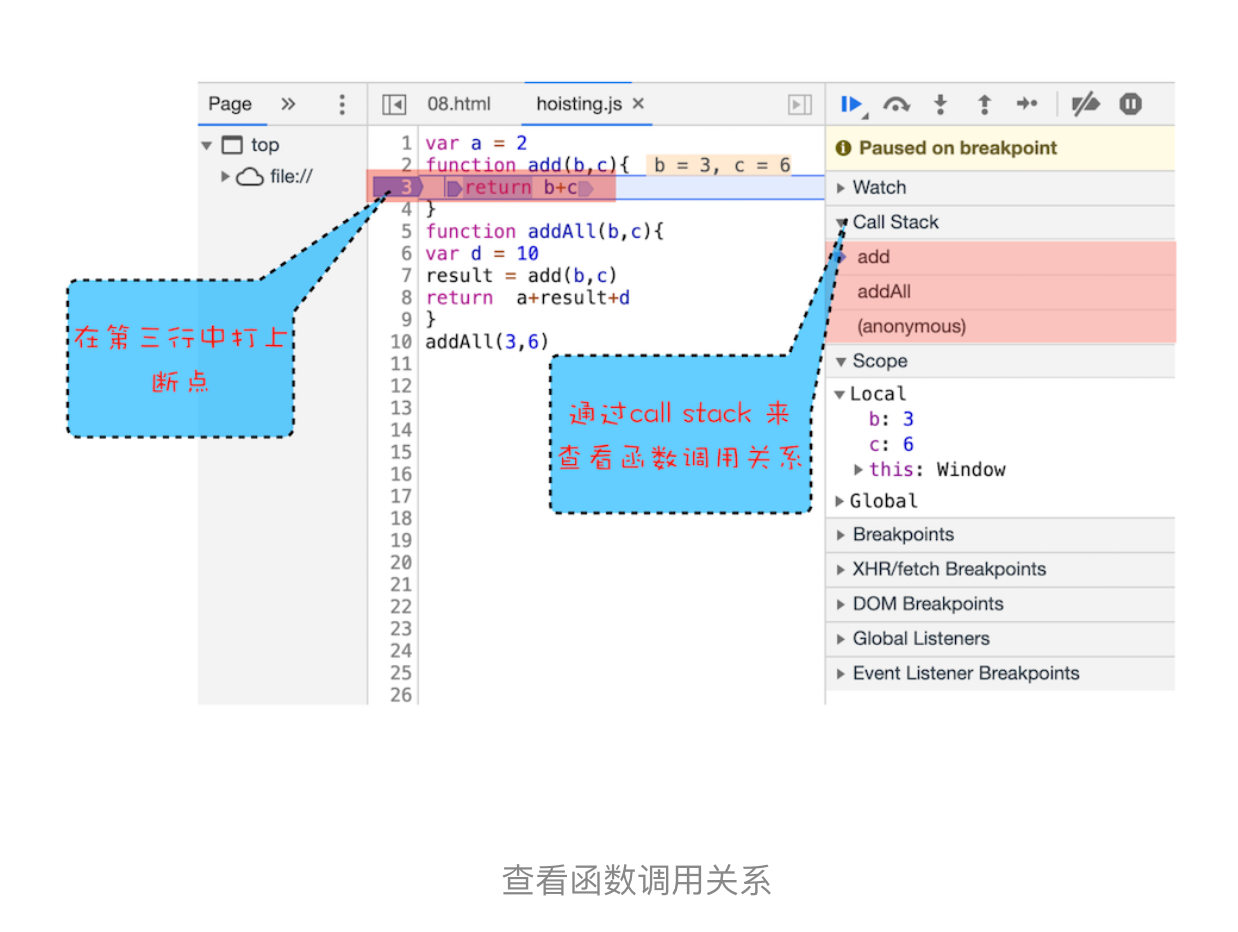 Page
08.html
hoisting.js
Paused on breakpoint
top
file://
1 var a = 2
2 function add(b,c){ b = 3, c = 6
3 return b+c
4 }
5 function addAll(b,c){
6 var d = 10
7 result = add(b,c)
8 return  a+result+d
9 }
10 addAll(3,6)
11
12
13
14
15
16
17
18
19
20
21
22
23
24
25
26
在第三行中打上
断点
通过call stack 来
查看函数调用关系
Watch
Call Stack
add
addAll
(anonymous)
Scope
Local
b: 3
c: 6
this: Window
Global
Breakpoints
XHR/fetch Breakpoints
DOM Breakpoints
Global Listeners
Event Listener Breakpoints
查看函数调用关系